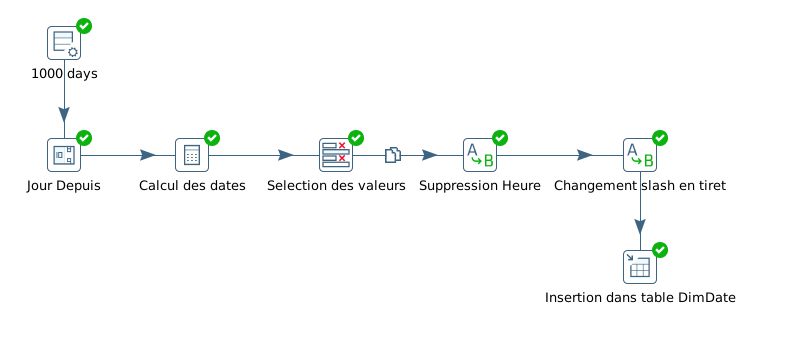 1000 days
Jour Depuis
Calcul des dates
Selection des valeurs
A
B
Suppression Heure
A
B
Changement slash en tiret
Insertion dans table DimDate